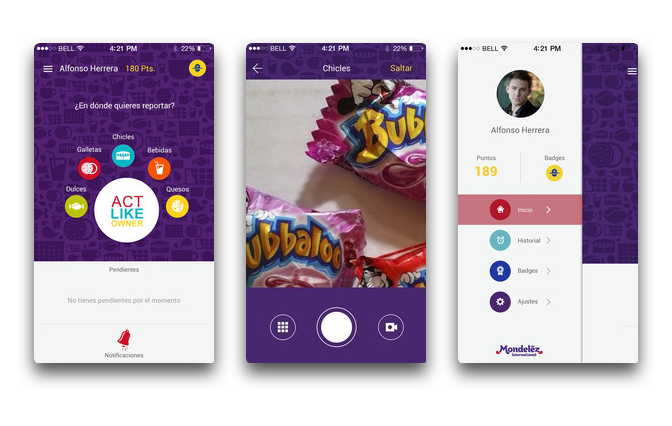 BELL 4:21 PM 22%
Alfonso Herrera 180 Pts.
¿En dónde quieres reportar?
Chicles
Galletas
Bebidas
Dulces
Quesos
ACT
LIKE
OWNER
Pendientes
No tienes pendientes por el momento
Notificaciones
BELL 4:21 PM 22%
Chicles Saltar
Bub
ubbaloo
BELL 4:21 PM 22%
Alfonso Herrera
Puntos Badges
189
Inicio
Historial
Badges
Ajustes
Mondelēz
International